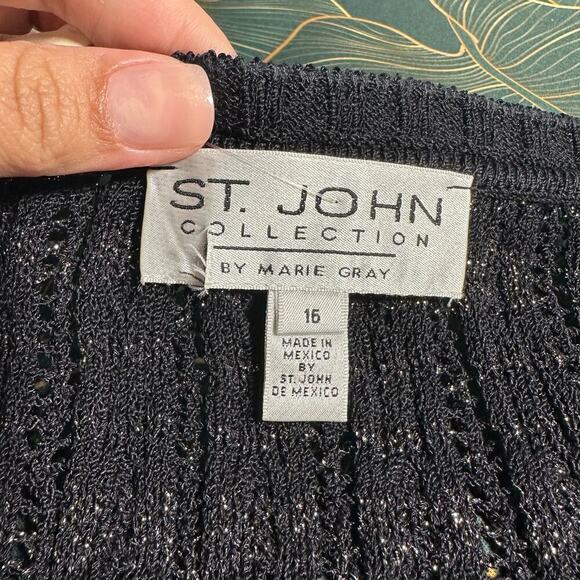 ST. JOHN
COLLECTION
BY MARIE GRAY
16
MADE IN
MEXICO
BY
ST. JOHN
DE MEXICO